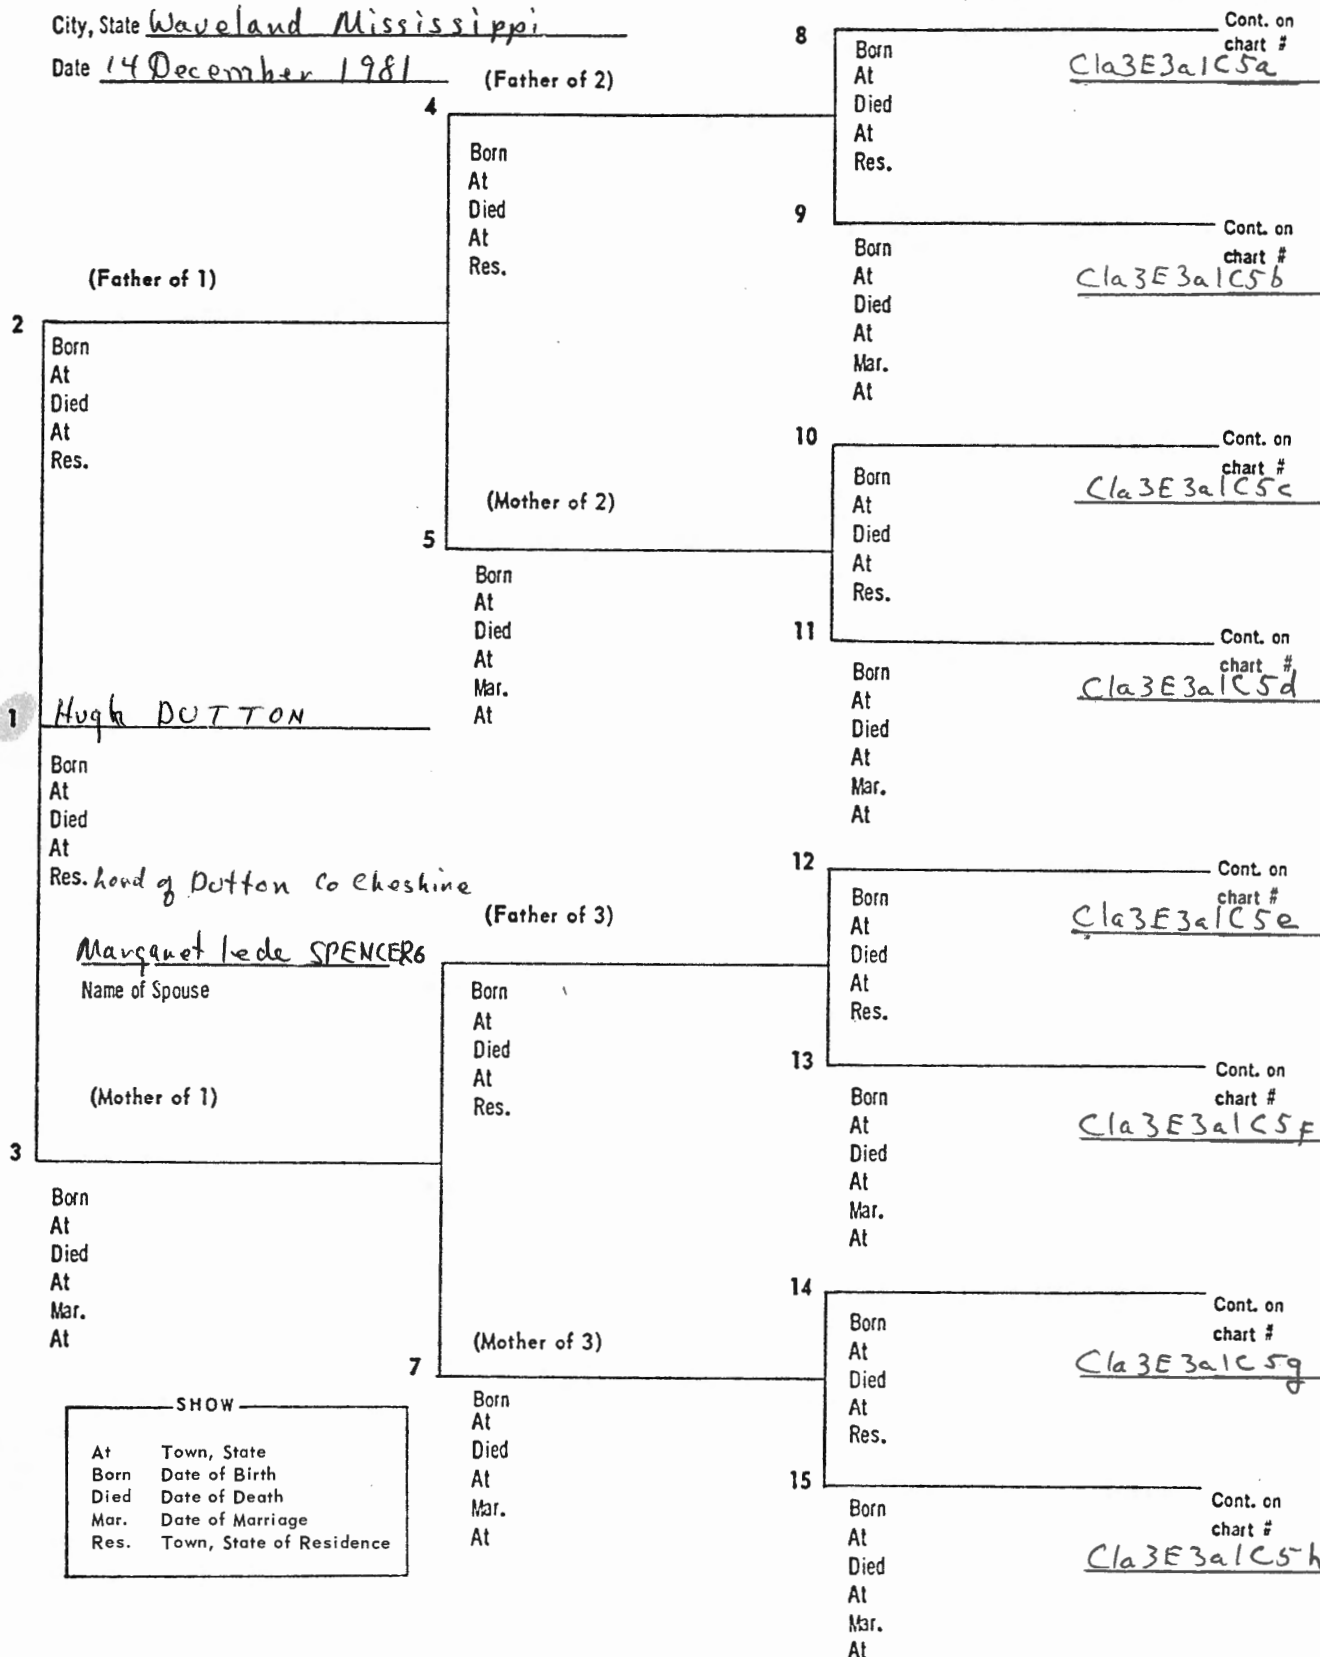 City, State Waveland Mississippi
Date 14 December 1981
(Father of 2)
4
Born
At
Died
At
Res.
8
Born
At
Died
At
Res.
Cont. on
chart #
C1a3E3a1C5a
9
Born
At
Died
At
Mar.
At
Cont. on
chart #
C1a3E3a1C5b
(Father of 1)
2
Born
At
Died
At
Res.
10
Born
At
Died
At
Res.
Cont. on
chart #
C1a3E3a1C5c
(Mother of 2)
5
Born
At
Died
At
Mar.
At
11
Born
At
Died
At
Mar.
At
Cont. on
chart #
C1a3E3a1C5d
1 Hugh DUTTON
Born
At
Died
At
Res. Lord of Dutton Co Cheshire
Margaret SPENCER
Name of Spouse
(Father of 3)
6
Born
At
Died
At
Res.
12
Born
At
Died
At
Res.
Cont. on
chart #
C1a3E3a1C5e
13
Born
At
Died
At
Mar.
At
Cont. on
chart #
C1a3E3a1C5f
(Mother of 1)
3
Born
At
Died
At
Mar.
At
(Mother of 3)
7
Born
At
Died
At
Mar.
At
14
Born
At
Died
At
Res.
Cont. on
chart #
C1a3E3a1C5g
15
Born
At
Died
At
Mar.
At
Cont. on
chart #
C1a3E3a1C5h
SHOW
At Town, State
Born Date of Birth
Died Date of Death
Mar. Date of Marriage
Res. Town, State of Residence